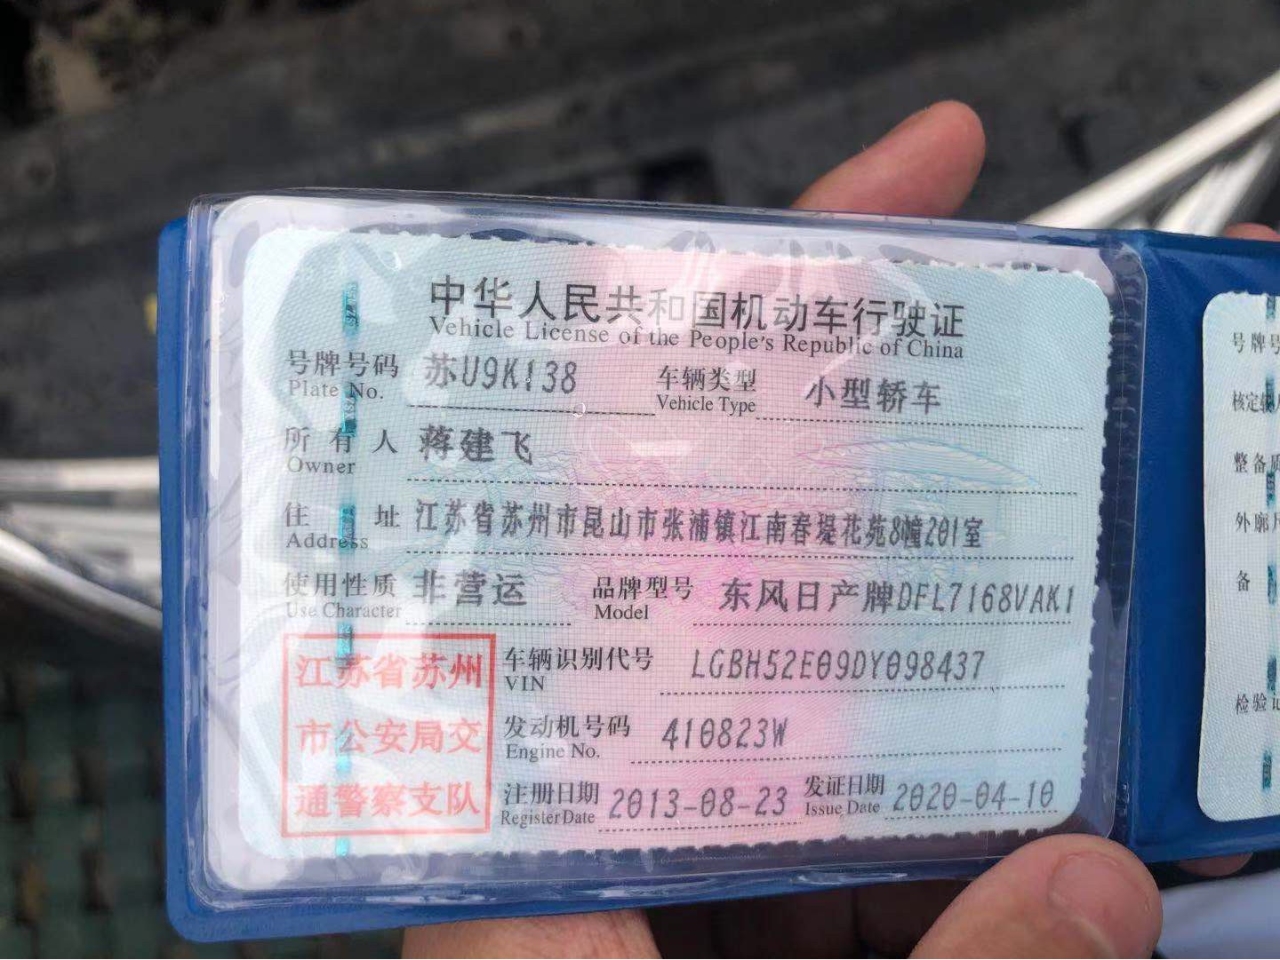 中华人民共和国机动车行驶证
Vehicle License of the People's Republic of China
号牌号码 苏U9K138 车辆类型 小型轿车
Plate No. Vehicle Type
所有人 蒋建飞
Owner
住址 江苏省苏州市昆山市张浦镇江南春堤花苑8幢201室
Address
使用性质 非营运 品牌型号 东风日产牌DFL7168VAK1
Use Character Model
江苏省苏州
市公安局交
通警察支队
车辆识别代号 LGBH52E09DY098437
VIN
发动机号码 410823W
Engine No.
注册日期 2013-08-23 发证日期 2020-04-10
Register Date Issue Date
号牌号
核定载
整备质
外廓
备
检验记